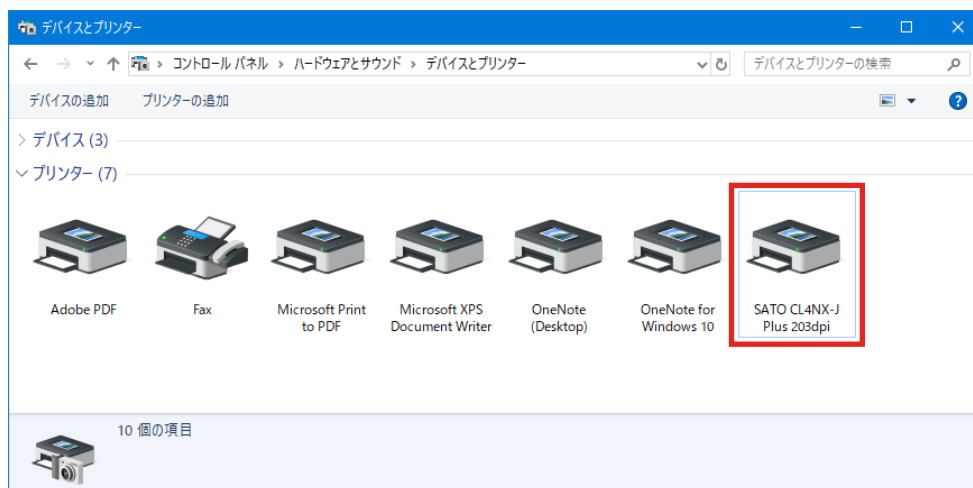 デバイスとプリンター
コントロール パネル › ハードウェアとサウンド › デバイスとプリンター
デバイスとプリンターの検索
デバイスの追加 プリンターの追加
デバイス (3)
プリンター (7)
Adobe PDF
Fax
Microsoft Print
to PDF
Microsoft XPS
Document Writer
OneNote
(Desktop)
OneNote for
Windows 10
SATO CL4NX-J
Plus 203dpi
10 個の項目